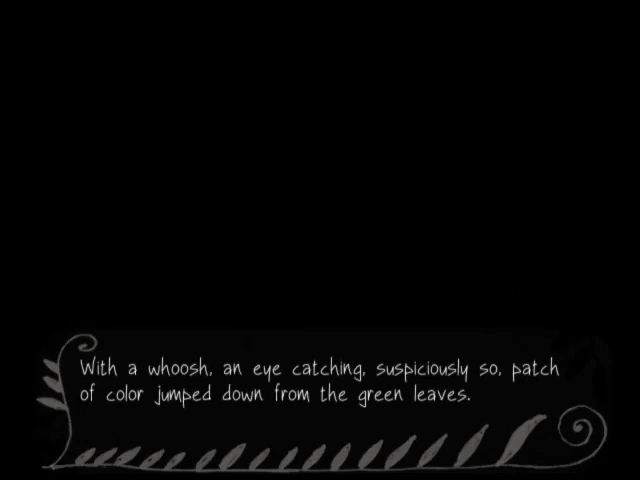 With a whoosh, an eye catching, suspiciously so, patch
of color jumped down from the green leaves.